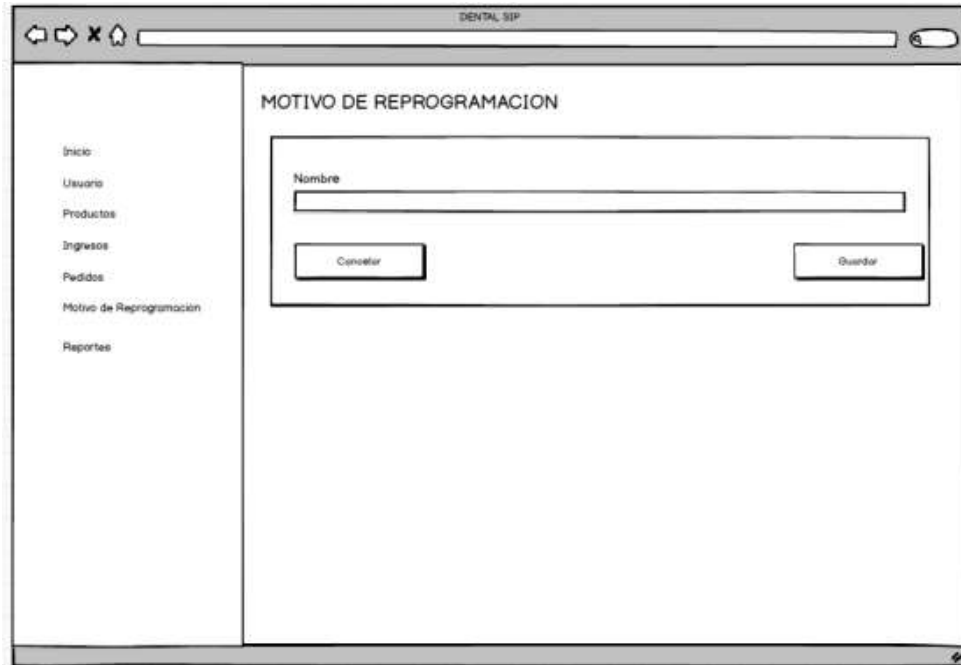 DENTAL SIP
MOTIVO DE REPROGRAMACION
Inicio
Usuario
Productos
Ingresos
Pedidos
Motivo de Reprogramacion
Reportes
Nombre
Cancelar
Guardar